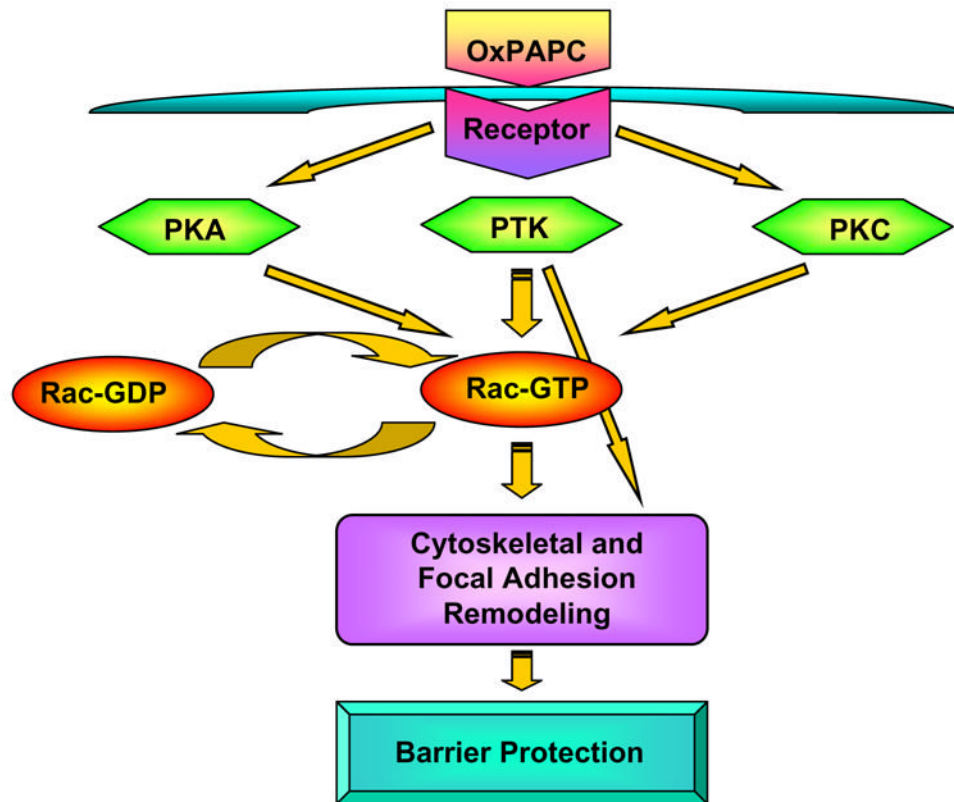 OxPAPC
Receptor
PKA
PTK
PKC
Rac-GDP
Rac-GTP
Cytoskeletal and
Focal Adhesion
Remodeling
Barrier Protection